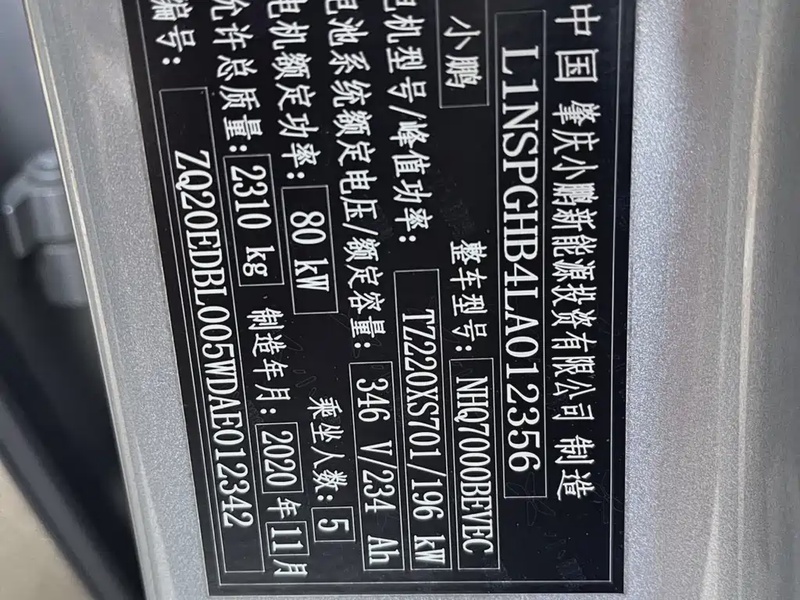 中国 肇庆小鹏新能源投资有限公司 制造
L1NSPGHB4LA012356
小鹏 整车型号: NHQ7000BEVEC
电机型号/峰值功率: TZ220XS701/196 kW
电池系统额定电压/额定容量: 346 V/234 Ah
电机额定功率: 80 kW 乘坐人数: 5
允许总质量: 2310 kg 制造年月: 2020 年 11 月
编号: ZQ20EDBL005WDAE012342